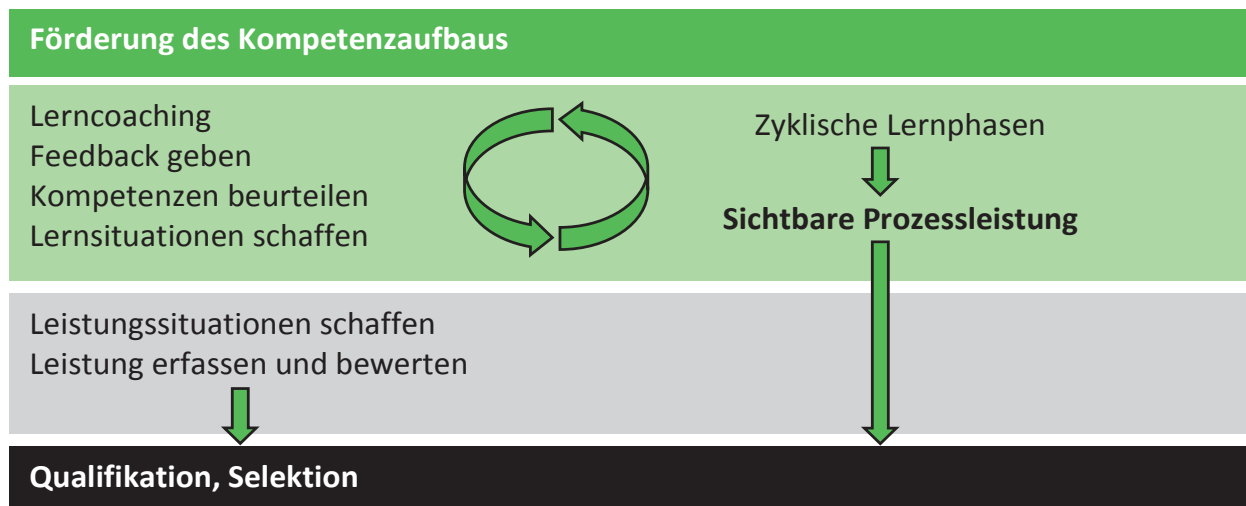 Förderung des Kompetenzaufbaus
Lerncoaching
Feedback geben
Kompetenzen beurteilen
Lernsituationen schaffen
Zyklische Lernphasen
Sichtbare Prozessleistung
Leistungssituationen schaffen
Leistung erfassen und bewerten
Qualifikation, Selektion